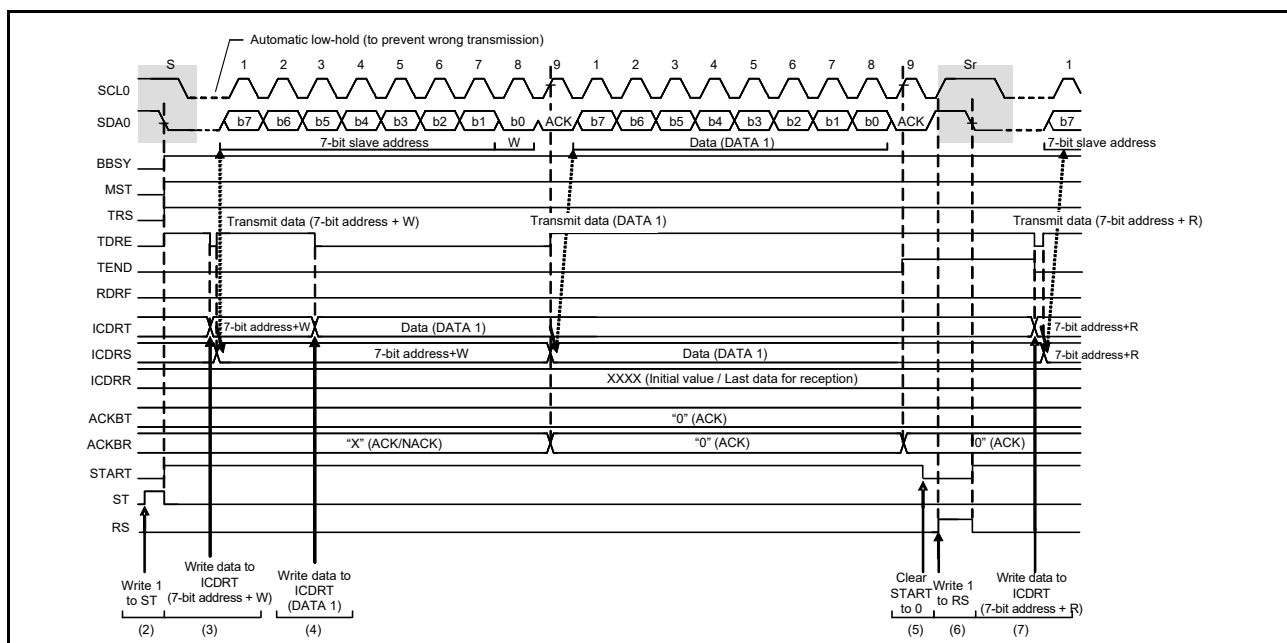 Automatic low-hold (to prevent wrong transmission)
S 1 2 3 4 5 6 7 8 9 1 2 3 4 5 6 7 8 9 Sr 1
SCL0
SDA0 b7 b6 b5 b4 b3 b2 b1 b0 ACK b7 b6 b5 b4 b3 b2 b1 b0 ACK b7
7-bit slave address W Data (DATA 1) 7-bit slave address
BBSY
MST
TRS
Transmit data (7-bit address + W) Transmit data (DATA 1) Transmit data (7-bit address + R)
TDRE
TEND
RDRF
ICDRT 7-bit address+W Data (DATA 1) 7-bit address+R
ICDRS 7-bit address+W Data (DATA 1) 7-bit address+R
ICDRR XXXX (Initial value / Last data for reception)
ACKBT "0" (ACK)
ACKBR "X" (ACK/NACK) "0" (ACK) "0" (ACK)
START
ST
RS
Write 1
to ST
Write data to
ICDRT
(7-bit address + W)
Write data to
ICDRT
(DATA 1)
Clear
START
to 0
Write 1
to RS
Write data to
ICDRT
(7-bit address + R)
(2) (3) (4) (5) (6) (7)